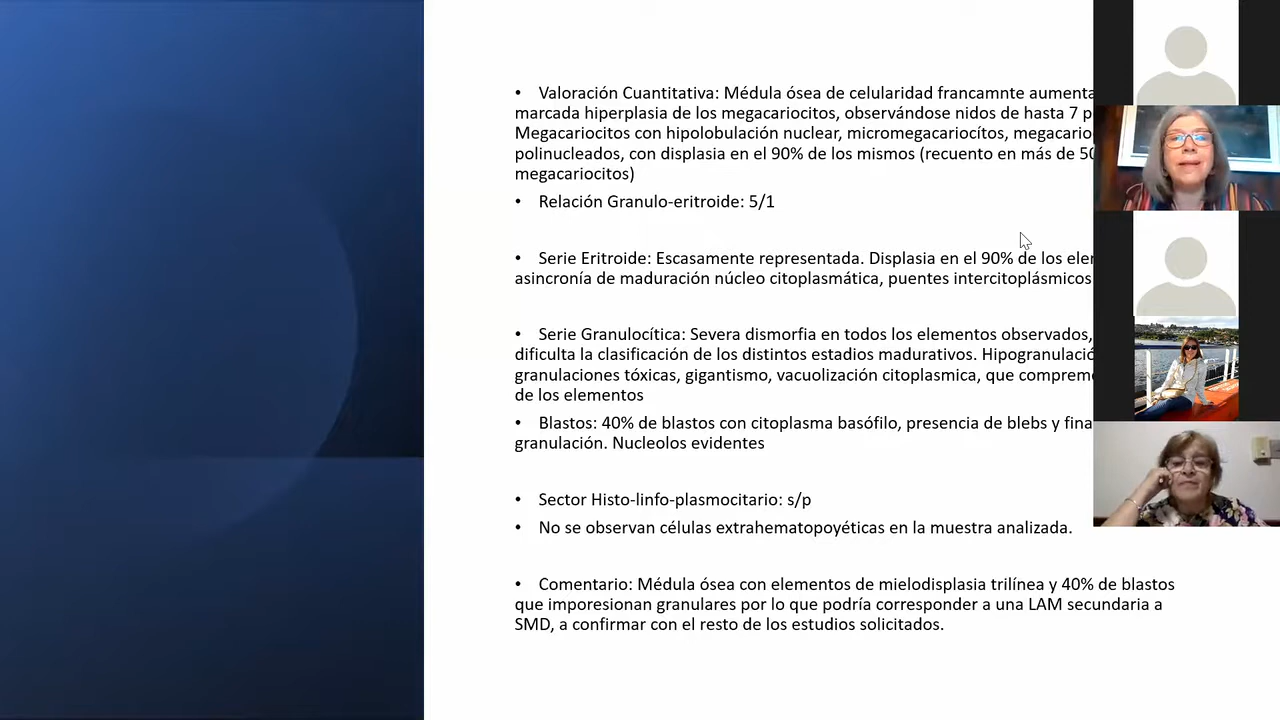 • Valoración Cuantitativa: Médula ósea de celularidad francamnte
marcada hiperplasia de los megacariocitos, observándose nidos de hasta 7
Megacariocitos con hipolobulación nuclear, micromegacariocítos,
polinucleados, con displasia en el 90% de los mismos (recuento en más de
megacariocitos)
• Relación Granulo-eritroide: 5/1
• Serie Eritroide: Escasamente representada. Displasia en el 90% de los
asincronía de maduración núcleo citoplasmática, puentes intercitoplásmicos
• Serie Granulocítica: Severa dismorfia en todos los elementos observados,
dificulta la clasificación de los distintos estadios madurativos.
granulaciones tóxicas, gigantismo, vacuolización citoplasmica, que
de los elementos
• Blastos: 40% de blastos con citoplasma basófilo, presencia de blebs y fina
granulación. Nucleolos evidentes
• Sector Histo-linfo-plasmocitario: s/p
• No se observan células extrahematopoyéticas en la muestra analizada.
• Comentario: Médula ósea con elementos de mielodisplasia trilínea y 40% de blastos
que imporesionan granulares por lo que podría corresponder a una LAM secundaria a
SMD, a confirmar con el resto de los estudios solicitados.